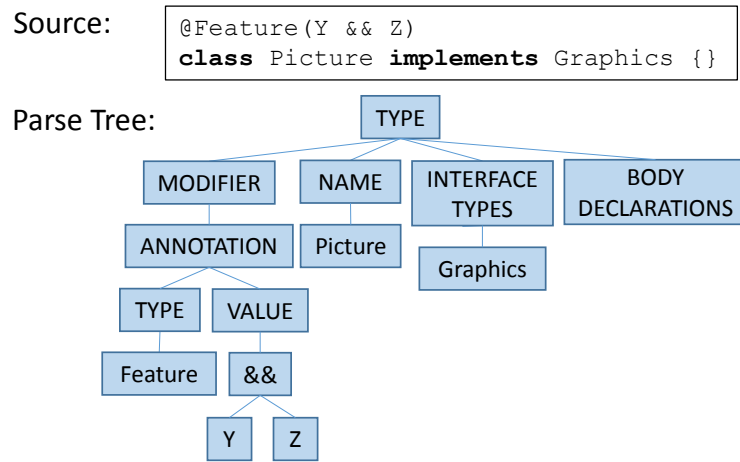 Source:
@Feature(Y && Z)
class Picture implements Graphics {}
Parse Tree:
TYPE
MODIFIER
NAME
INTERFACE
TYPES
BODY
DECLARATIONS
ANNOTATION
Picture
Graphics
TYPE
VALUE
Feature
&&
Y
Z